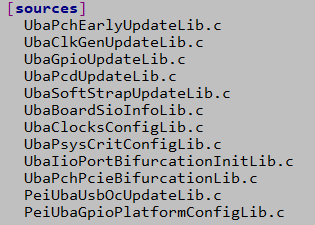 [sources]
UbaPchEarlyUpdateLib.c
UbaClkGenUpdateLib.c
UbaGpioUpdateLib.c
UbaPcdUpdateLib.c
UbaSoftStrapUpdateLib.c
UbaBoardSioInfoLib.c
UbaClocksConfigLib.c
UbaPsysCritConfigLib.c
UbaIioPortBifurcationInitLib.c
UbaPchPcieBifurcationLib.c
PeiUbaUsbOcUpdateLib.c
PeiUbaGpioPlatformConfigLib.c